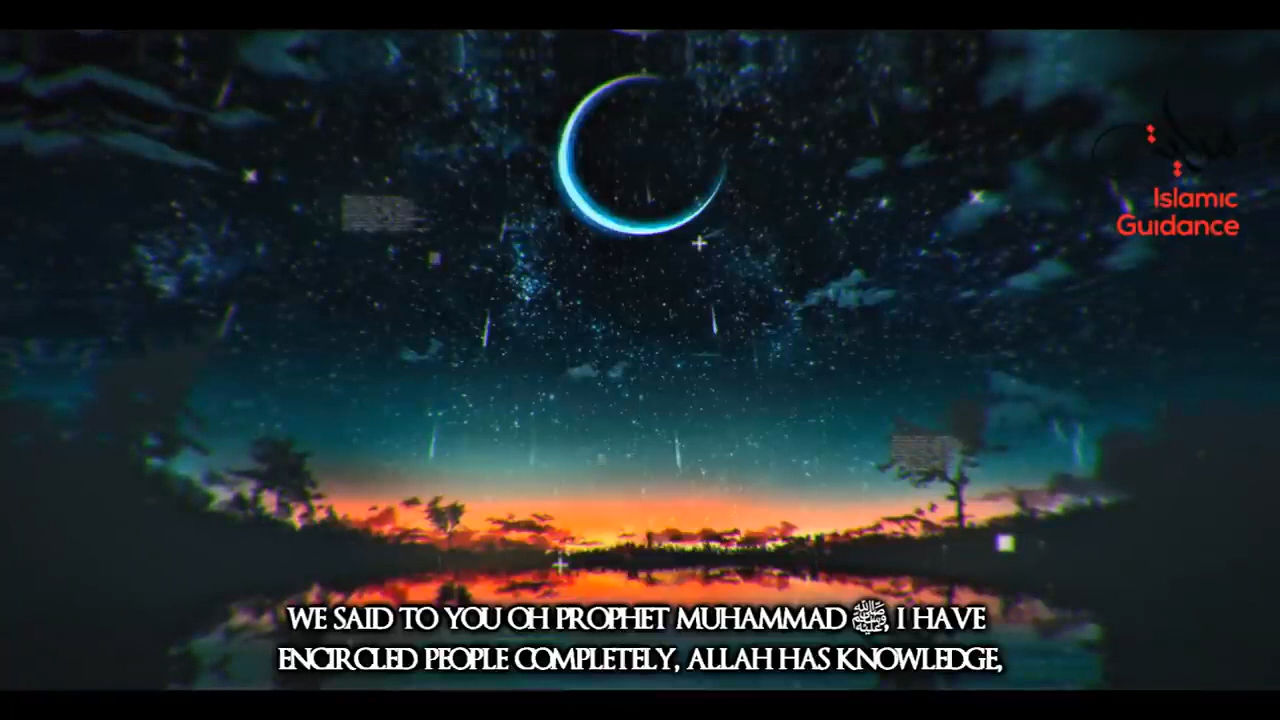 Islamic
Guidance
WE SAID TO YOU OH PROPHET MUHAMMAD ﷺ, I HAVE
ENCIRCLED PEOPLE COMPLETELY, ALLAH HAS KNOWLEDGE,